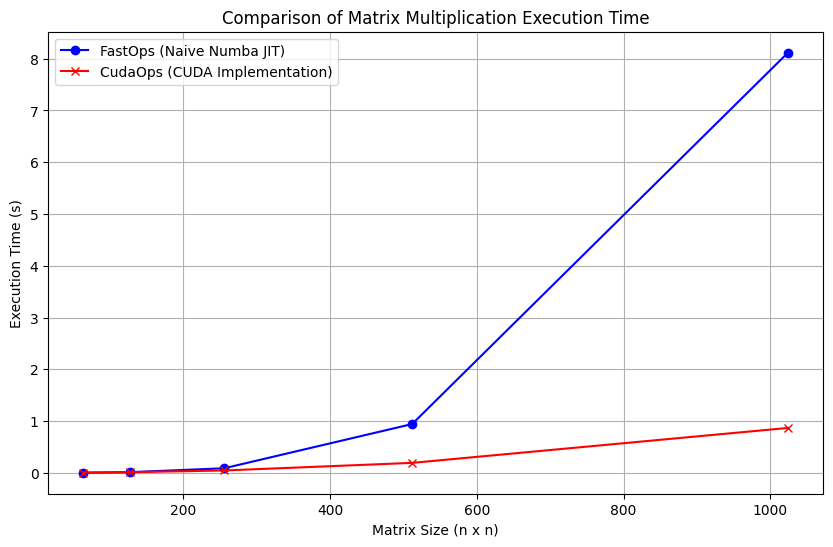 Comparison of Matrix Multiplication Execution Time
FastOps (Naive Numba JIT)
CudaOps (CUDA Implementation)
8
7
6
5
4
3
2
1
0
Execution Time (s)
200
400
600
800
1000
Matrix Size (n x n)